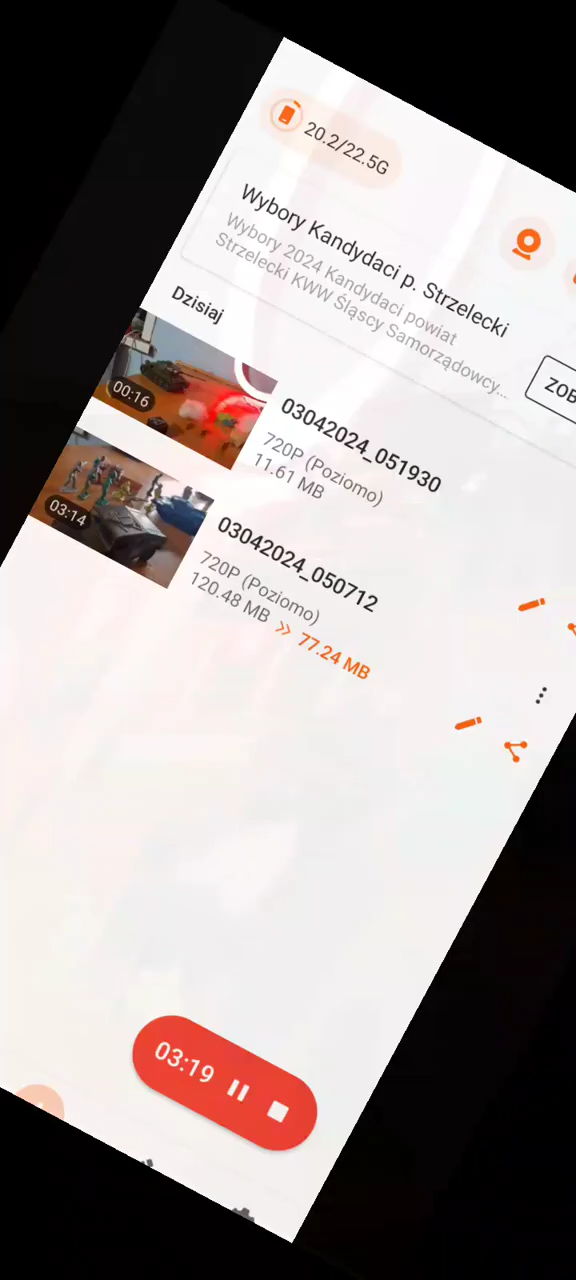 20.2/22.5G
Wybory Kandydaci p. Strzelecki
Wybory 2024 Kandydaci powiat
Strzelecki KWW Śląscy Samorządowcy...
ZOB
Dzisiaj
00:16
03042024_051930
720P (Poziomo)
11.61 MB
03:14
03042024_050712
720P (Poziomo)
120.48 MB >> 77.24 MB
03:19